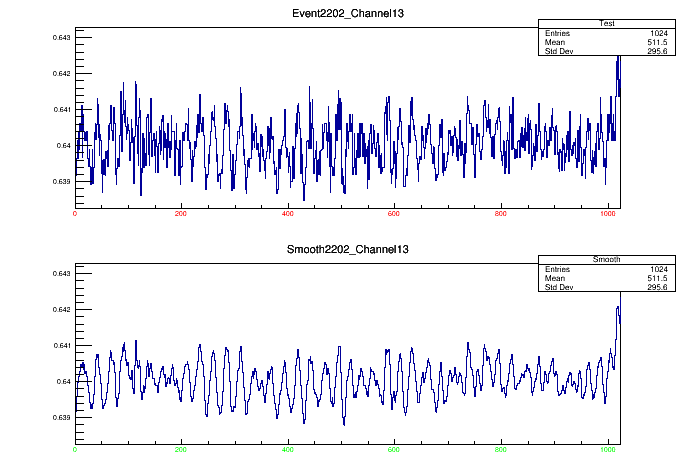 Event2202_Channel13
Test
Entries 1024
Mean 511.5
Std Dev 295.6
0.643
0.642
0.641
0.64
0.639
0 200 400 600 800 1000
Smooth2202_Channel13
Smooth
Entries 1024
Mean 511.5
Std Dev 295.6
0.643
0.642
0.641
0.64
0.639
0 200 400 600 800 1000